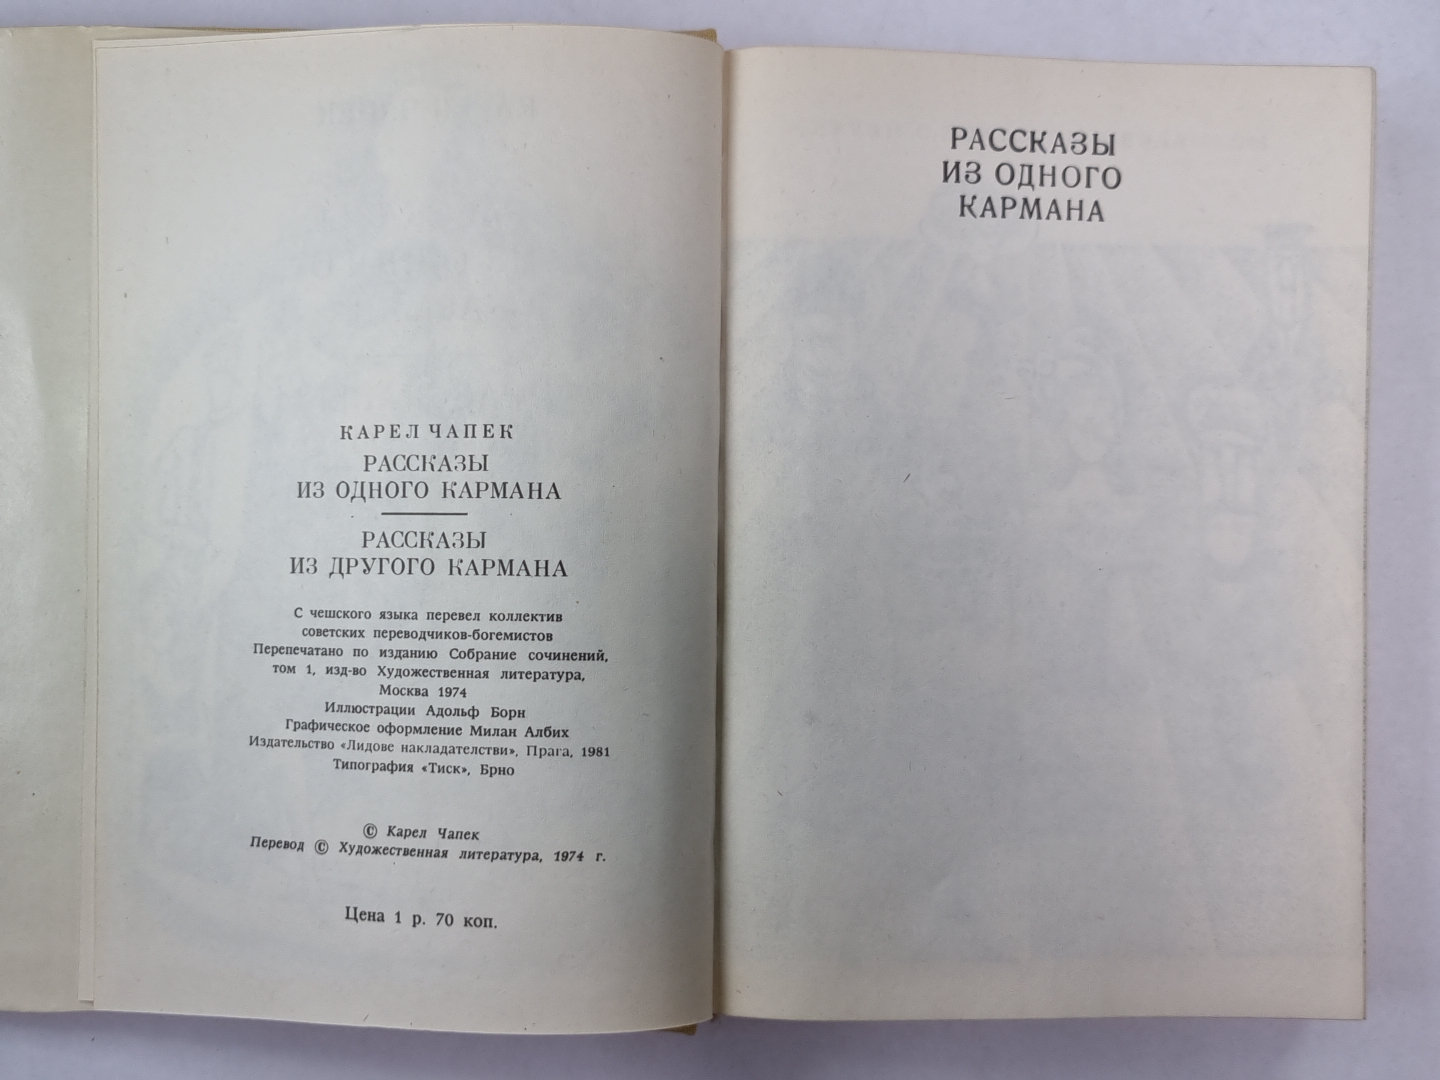 КАРЕЛ ЧАПЕК
РАССКАЗЫ
ИЗ ОДНОГО КАРМАНА
РАССКАЗЫ
ИЗ ДРУГОГО КАРМАНА
С чешского языка перевел коллектив
советских переводчиков-богемистов
Перепечатано по изданию Собрание сочинений,
том 1, изд-во Художественная литература,
Москва 1974
Иллюстрации Адольф Борн
Графическое оформление Милан Албих
Издательство «Лидове накладателстви», Прага, 1981
Типография «Тиск», Брно
© Карел Чапек
Перевод © Художественная литература, 1974 г.
Цена 1 р. 70 коп.
РАССКАЗЫ
ИЗ ОДНОГО
КАРМАНА